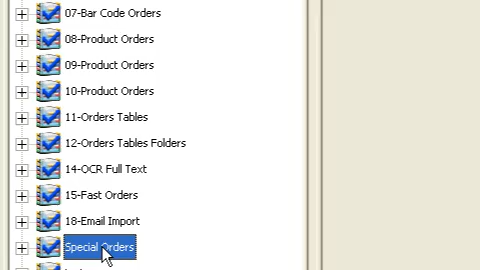 07-Bar Code Orders
08-Product Orders
09-Product Orders
10-Product Orders
11-Orders Tables
12-Orders Tables Folders
14-OCR Full Text
15-Fast Orders
18-Email Import
Special Orders